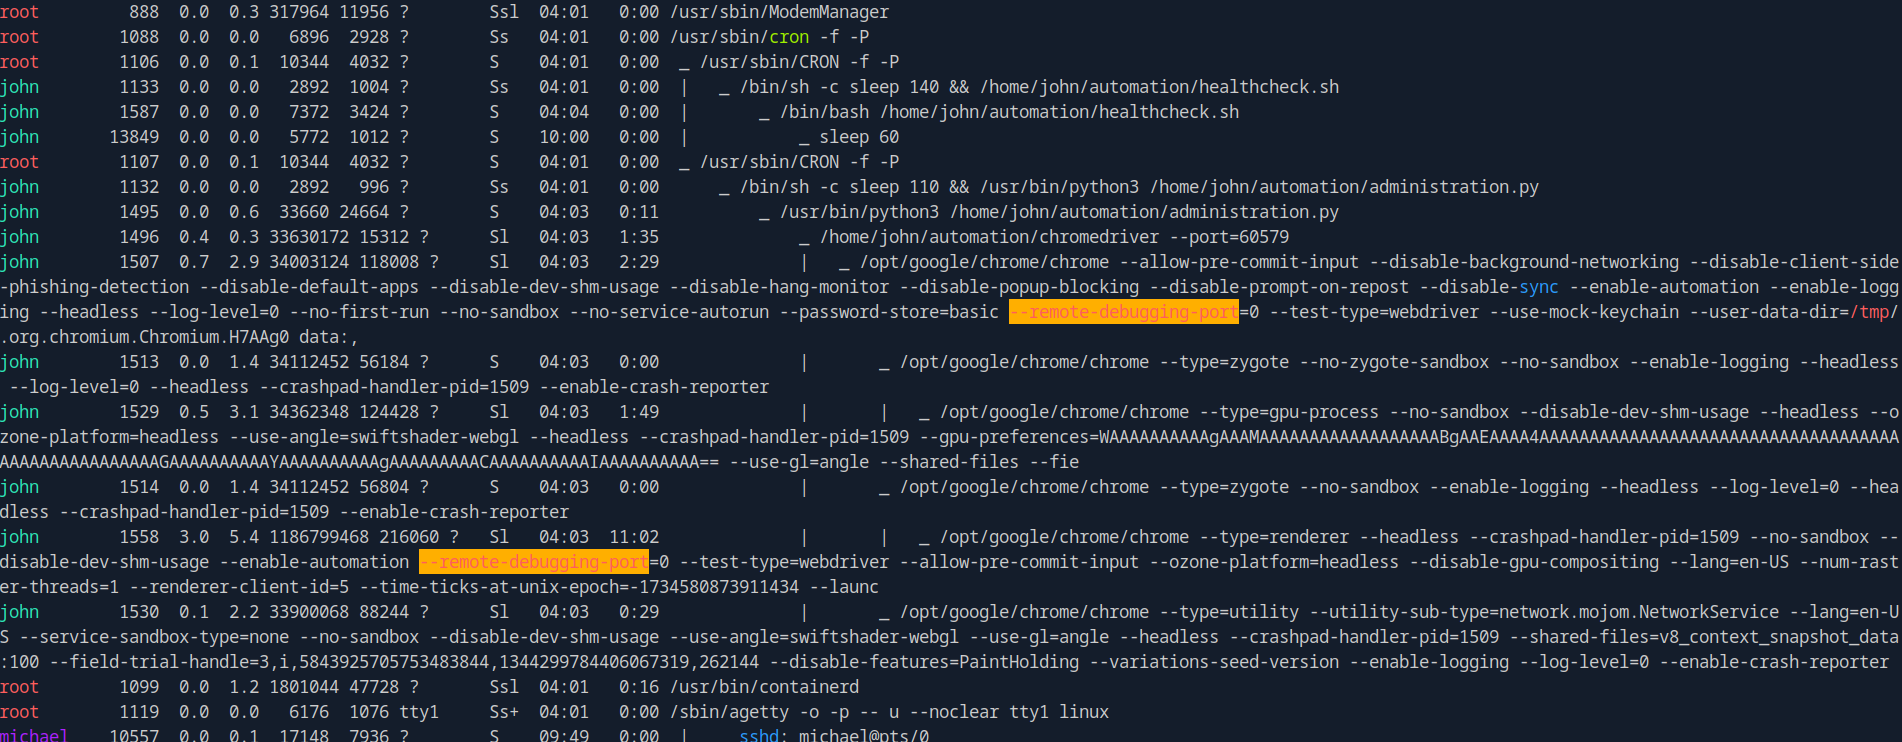 root         888  0.0  0.3 317964 11956 ?        Ssl  04:01   0:00 /usr/sbin/ModemManager
root        1088  0.0  0.0   6896  2928 ?        Ss   04:01   0:00 /usr/sbin/cron -f -P
root        1106  0.0  0.1  10344  4032 ?        S    04:01   0:00  _ /usr/sbin/CRON -f -P
john        1133  0.0  0.0   2892  1004 ?        Ss   04:01   0:00  |   _ /bin/sh -c sleep 140 && /home/john/automation/healthcheck.sh
john        1587  0.0  0.0   7372  3424 ?        S    04:04   0:00  |       _ /bin/bash /home/john/automation/healthcheck.sh
john       13849  0.0  0.0   5772  1012 ?        S    10:00   0:00  |           _ sleep 60
root        1107  0.0  0.1  10344  4032 ?        S    04:01   0:00  _ /usr/sbin/CRON -f -P
john        1132  0.0  0.0   2892   996 ?        Ss   04:01   0:00      _ /bin/sh -c sleep 110 && /usr/bin/python3 /home/john/automation/administration.py
john        1495  0.0  0.6  33660 24664 ?        S    04:03   0:11          _ /usr/bin/python3 /home/john/automation/administration.py
john        1496  0.4  0.3 33630172 15312 ?      Sl   04:03   1:35              _ /home/john/automation/chromedriver --port=60579
john        1507  0.7  2.9 34003124 118008 ?     Sl   04:03   2:29              |   _ /opt/google/chrome/chrome --allow-pre-commit-input --disable-background-networking --disable-client-side
-phishing-detection --disable-default-apps --disable-dev-shm-usage --disable-hang-monitor --disable-popup-blocking --disable-prompt-on-repost --disable-sync --enable-automation --enable-logg
ing --headless --log-level=0 --no-first-run --no-sandbox --no-service-autorun --password-store=basic --remote-debugging-port=0 --test-type=webdriver --use-mock-keychain --user-data-dir=/tmp/
.org.chromium.Chromium.H7AAg0 data:,
john        1513  0.0  1.4 34112452 56184 ?      S    04:03   0:00              |       _ /opt/google/chrome/chrome --type=zygote --no-zygote-sandbox --no-sandbox --enable-logging --headless
 --log-level=0 --headless --crashpad-handler-pid=1509 --enable-crash-reporter
john        1529  0.5  3.1 34362348 124428 ?     Sl   04:03   1:49              |       |   _ /opt/google/chrome/chrome --type=gpu-process --no-sandbox --disable-dev-shm-usage --headless --o
zone-platform=headless --use-angle=swiftshader-webgl --headless --crashpad-handler-pid=1509 --gpu-preferences=WAAAAAAAAAAgAAAMAAAAAAAAAAAAAAAAAABgAAEAAAA4AAAAAAAAAAAAAAAAAAAAAAAAAAAAAAAAAAAA
AAAAAAAAAAAAAAAAGAAAAAAAAAAYAAAAAAAAAAgAAAAAAAAACAAAAAAAAAAIAAAAAAAAAA== --use-gl=angle --shared-files --fie
john        1514  0.0  1.4 34112452 56804 ?      S    04:03   0:00              |       _ /opt/google/chrome/chrome --type=zygote --no-sandbox --enable-logging --headless --log-level=0 --hea
dless --crashpad-handler-pid=1509 --enable-crash-reporter
john        1558  3.0  5.4 1186799468 216060 ?   Sl   04:03  11:02              |       |   _ /opt/google/chrome/chrome --type=renderer --headless --crashpad-handler-pid=1509 --no-sandbox --
disable-dev-shm-usage --enable-automation --remote-debugging-port=0 --test-type=webdriver --allow-pre-commit-input --ozone-platform=headless --disable-gpu-compositing --lang=en-US --num-rast
er-threads=1 --renderer-client-id=5 --time-ticks-at-unix-epoch=-1734580873911434 --launc
john        1530  0.1  2.2 33900068 88244 ?      Sl   04:03   0:29              |       _ /opt/google/chrome/chrome --type=utility --utility-sub-type=network.mojom.NetworkService --lang=en-U
S --service-sandbox-type=none --no-sandbox --disable-dev-shm-usage --use-angle=swiftshader-webgl --use-gl=angle --headless --crashpad-handler-pid=1509 --shared-files=v8_context_snapshot_data
:100 --field-trial-handle=3,i,5843925705753483844,1344299784406067319,262144 --disable-features=PaintHolding --variations-seed-version --enable-logging --log-level=0 --enable-crash-reporter
root        1099  0.0  1.2 1801044 47728 ?       Ssl  04:01   0:16 /usr/bin/containerd
root        1119  0.0  0.0   6176  1076 tty1     Ss+  04:01   0:00 /sbin/agetty -o -p -- u --noclear tty1 linux
michael    10557  0.0  0.1  17148  7936 ?        S    09:49   0:00  |     sshd: michael@pts/0